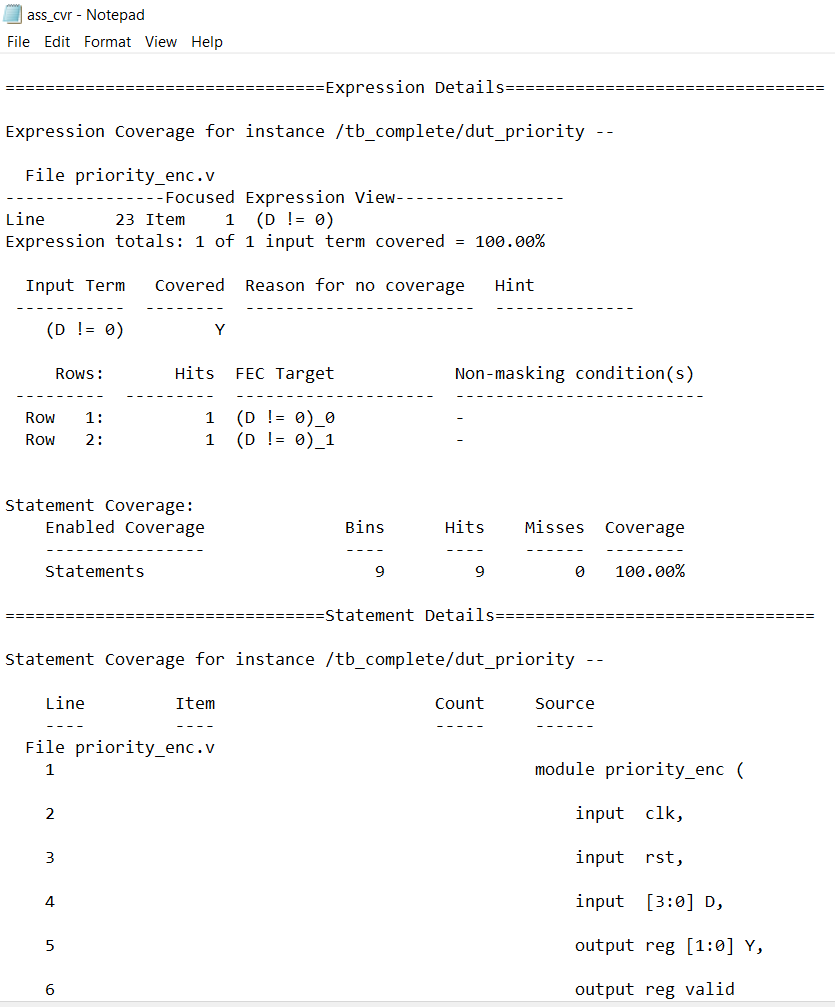 ass_cvr - Notepad
File Edit Format View Help
================================Expression Details================================
Expression Coverage for instance /tb_complete/dut_priority --
  File priority_enc.v
----------------Focused Expression View-----------------
Line       23 Item    1  (D != 0)
Expression totals: 1 of 1 input term covered = 100.00%
  Input Term   Covered  Reason for no coverage   Hint
 -----------  --------  -----------------------  --------------
    (D != 0)         Y
     Rows:       Hits  FEC Target            Non-masking condition(s)
 ---------  ---------  --------------------  -------------------------
  Row   1:          1  (D != 0)_0            -
  Row   2:          1  (D != 0)_1            -
Statement Coverage:
    Enabled Coverage              Bins      Hits    Misses  Coverage
    ----------------              ----      ----    ------  --------
    Statements                       9         9         0   100.00%
================================Statement Details================================
Statement Coverage for instance /tb_complete/dut_priority --
    Line         Item                      Count     Source
    ----         ----                      -----     ------
  File priority_enc.v
    1                                                module priority_enc (
    2                                                    input  clk,
    3                                                    input  rst,
    4                                                    input  [3:0] D,
    5                                                    output reg [1:0] Y,
    6                                                    output reg valid